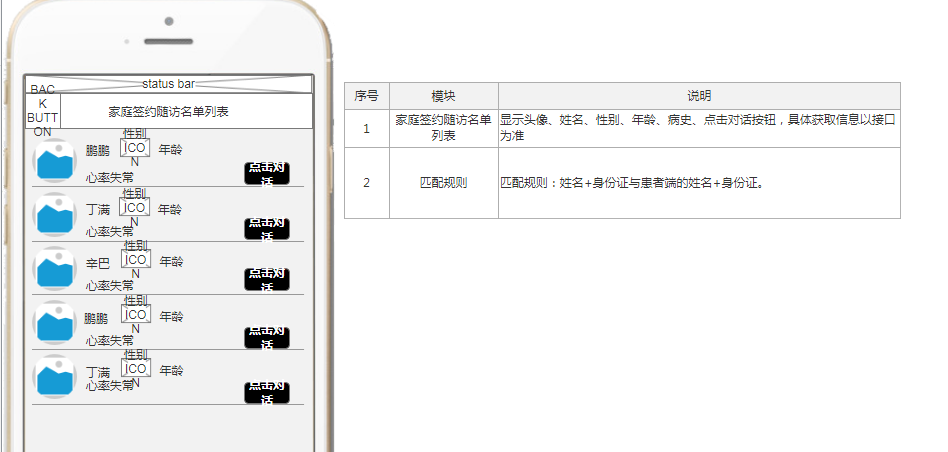 status bar
BAC
K
BUTT
ON
家庭签约随访名单列表
鹏鹏
性别
ICO
N
年龄
心率失常
点击对
话
丁满
性别
ICO
N
年龄
心率失常
点击对
话
辛巴
性别
ICO
N
年龄
心率失常
点击对
话
鹏鹏
性别
ICO
N
年龄
心率失常
点击对
话
丁满
性别
ICO
N
年龄
心率失常
点击对
话
序号 模块 说明
1
家庭签约随访名单
列表
显示头像、姓名、性别、年龄、病史、点击对话按钮，具体获取信息以接口
为准
2 匹配规则 匹配规则：姓名+身份证与患者端的姓名+身份证。